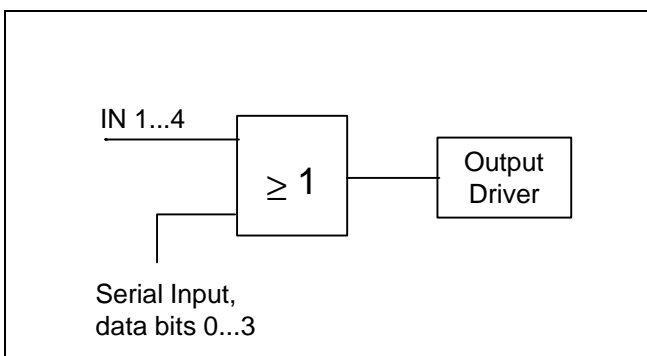 IN 1...4
≥ 1
Output
Driver
Serial Input,
data bits 0...3